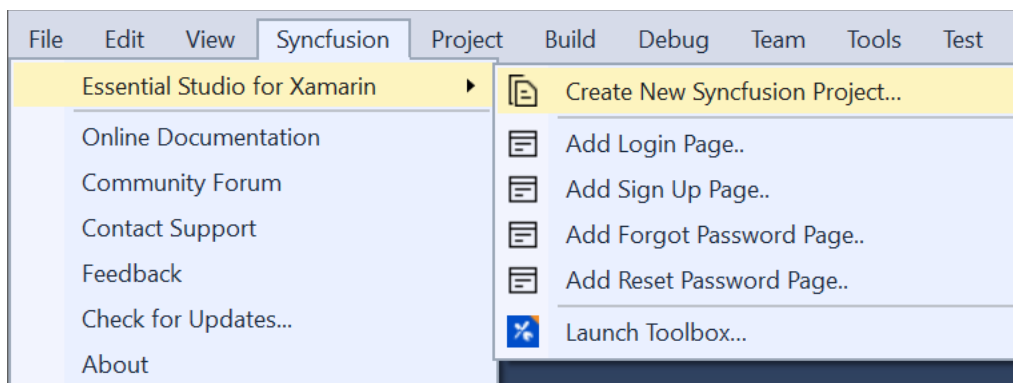 File Edit View Syncfusion Project Build Debug Team Tools Test
Essential Studio for Xamarin
Online Documentation
Community Forum
Contact Support
Feedback
Check for Updates...
About
Create New Syncfusion Project...
Add Login Page..
Add Sign Up Page..
Add Forgot Password Page..
Add Reset Password Page..
Launch Toolbox...